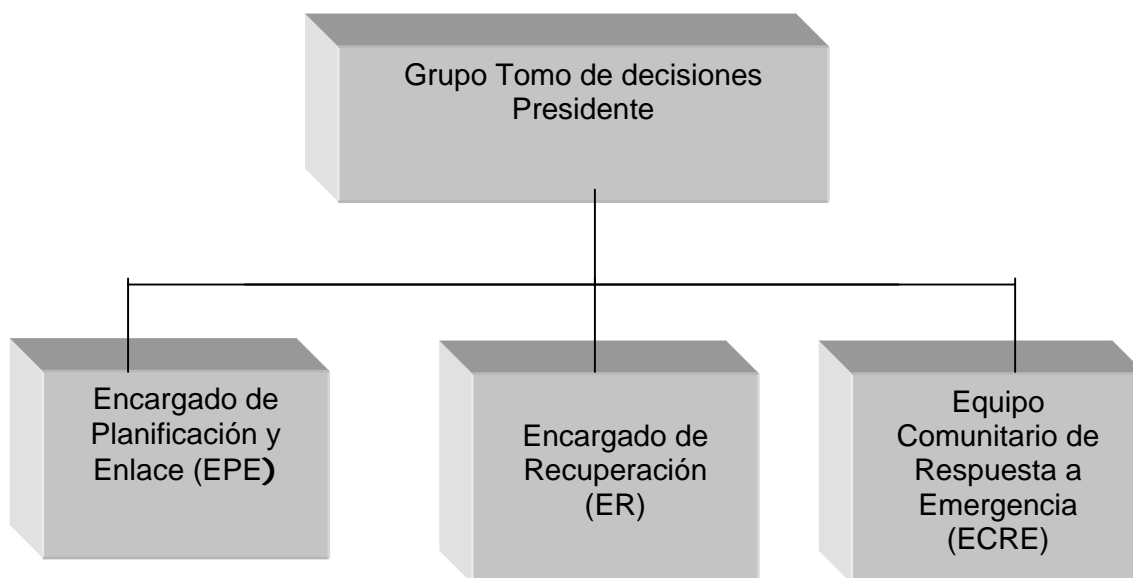 Grupo Tomo de decisiones
Presidente
Encargado de
Planificación y
Enlace (EPE)
Encargado de
Recuperación
(ER)
Equipo
Comunitario de
Respuesta a
Emergencia
(ECRE)